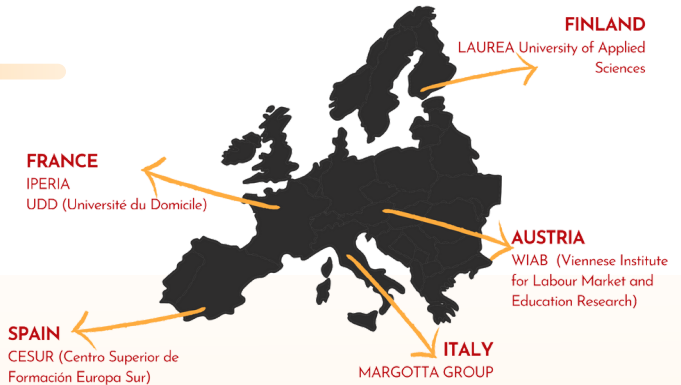 FINLAND
LAUREA University of Applied
Sciences
FRANCE
IPERIA
UDD (Université du Domicile)
AUSTRIA
WIAB (Viennese Institute
for Labour Market and
Education Research)
SPAIN
CESUR (Centro Superior de
Formación Europa Sur)
ITALY
MARGOTTA GROUP